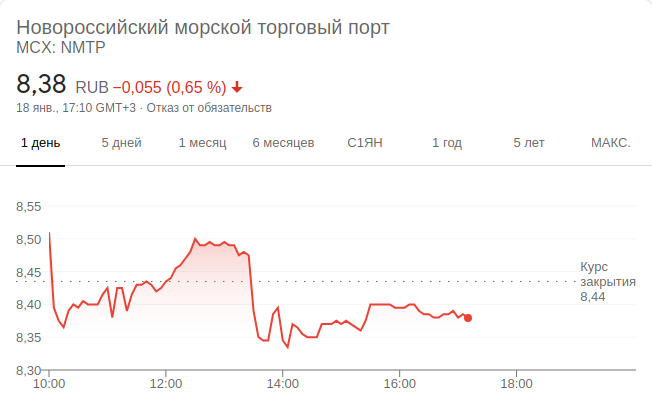 Новороссийский морской торговый порт
MCX: NMTP
8,38 RUB −0,055 (0,65 %)
18 янв., 17:10 GMT+3 · Отказ от обязательств
1 день 5 дней 1 месяц 6 месяцев С1ЯН 1 год 5 лет МАКС.
8,55
8,50
8,45
8,40
8,35
8,30
Курс
закрытия
8,44
10:00 12:00 14:00 16:00 18:00